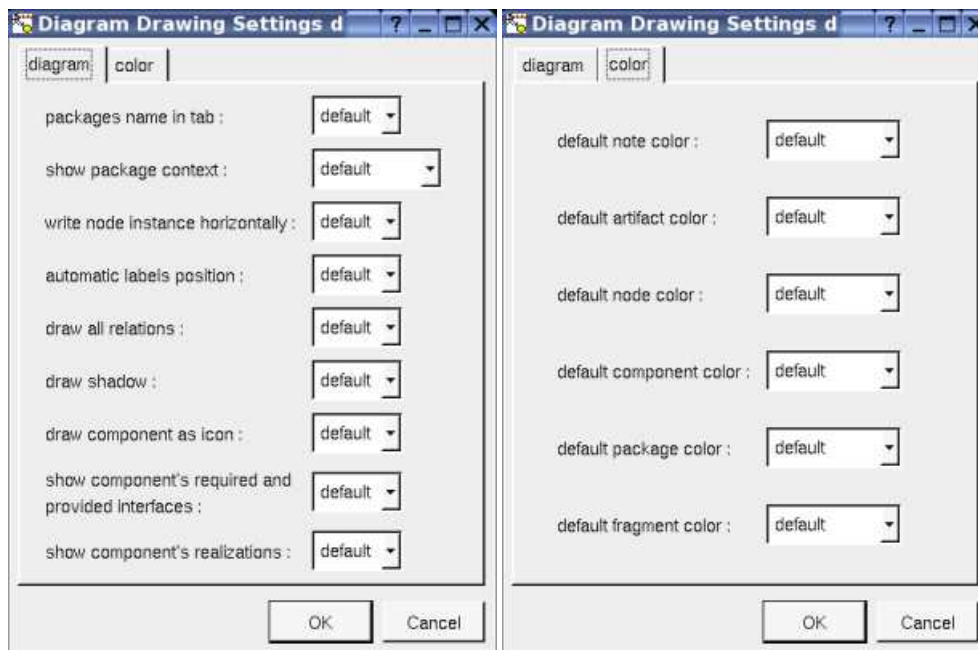 Diagram Drawing Settings d
diagram
color
packages name in tab :
default
show package context :
default
write node instance horizontally :
default
automatic labels position :
default
draw all relations :
default
draw shadow :
default
draw component as icon :
default
show component's required and
provided interfaces :
default
show component's realizations :
default
OK
Cancel
Diagram Drawing Settings d
diagram
color
default note color :
default
default artifact color :
default
default node color :
default
default component color :
default
default package color :
default
default fragment color :
default
OK
Cancel